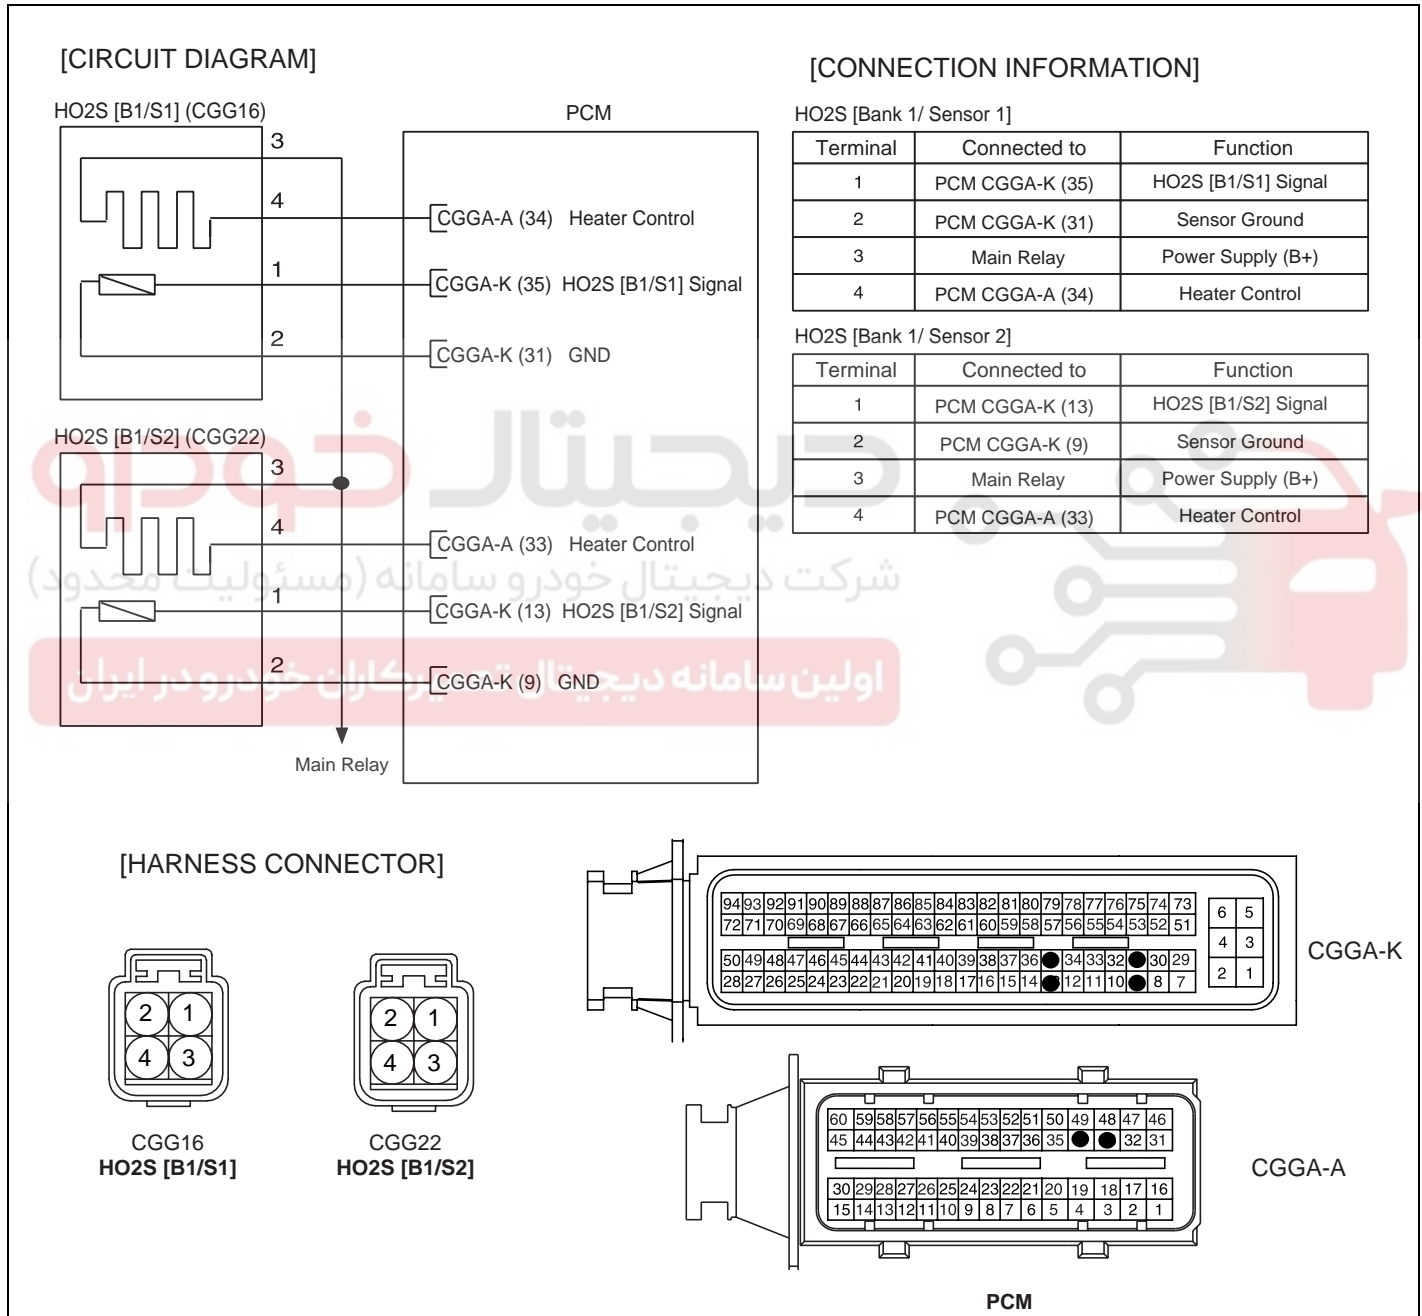 [CIRCUIT DIAGRAM]
HO2S [B1/S1] (CGG16)
PCM
3
4
CGGA-A (34) Heater Control
1
CGGA-K (35) HO2S [B1/S1] Signal
2
CGGA-K (31) GND
HO2S [B1/S2] (CGG22)
3
4
CGGA-A (33) Heater Control
1
CGGA-K (13) HO2S [B1/S2] Signal
2
CGGA-K (9) GND
Main Relay
[CONNECTION INFORMATION]
HO2S [Bank 1/ Sensor 1]
Terminal Connected to Function
1 PCM CGGA-K (35) HO2S [B1/S1] Signal
2 PCM CGGA-K (31) Sensor Ground
3 Main Relay Power Supply (B+)
4 PCM CGGA-A (34) Heater Control
HO2S [Bank 1/ Sensor 2]
Terminal Connected to Function
1 PCM CGGA-K (13) HO2S [B1/S2] Signal
2 PCM CGGA-K (9) Sensor Ground
3 Main Relay Power Supply (B+)
4 PCM CGGA-A (33) Heater Control
دیجیتال خودرو
شرکت دیجیتال خودرو سامانه (مسئولیت محدود)
اولین سامانه دیجیتال تعمیرکاران خودرو در ایران
[HARNESS CONNECTOR]
2 1
4 3
CGG16
HO2S [B1/S1]
2 1
4 3
CGG22
HO2S [B1/S2]
94 93 92 91 90 89 88 87 86 85 84 83 82 81 80 79 78 77 76 75 74 73
72 71 70 69 68 67 66 65 64 63 62 61 60 59 58 57 56 55 54 53 52 51
50 49 48 47 46 45 44 43 42 41 40 39 38 37 36 34 33 32 30 29
28 27 26 25 24 23 22 21 20 19 18 17 16 15 14 12 11 10 8 7
6 5
4 3
2 1
CGGA-K
60 59 58 57 56 55 54 53 52 51 50 49 48 47 46
45 44 43 42 41 40 39 38 37 36 35 32 31
30 29 28 27 26 25 24 23 22 21 20 19 18 17 16
15 14 13 12 11 10 9 8 7 6 5 4 3 2 1
CGGA-A
PCM